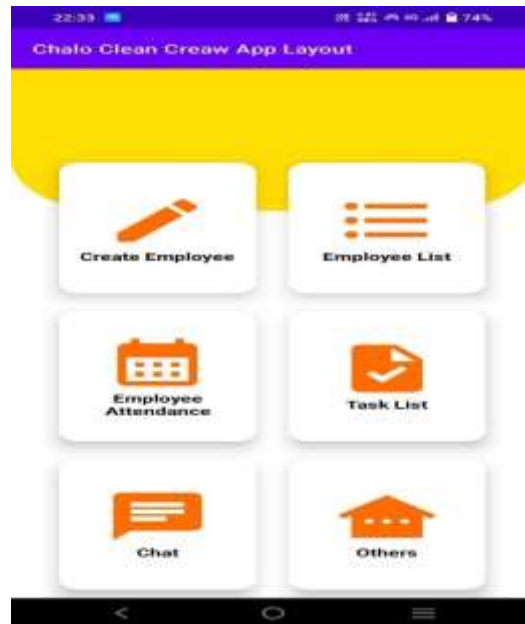 22:33
74%
Chalo Clean Creaw App Layout
Create Employee
Employee List
Employee
Attendance
Task List
Chat
Others